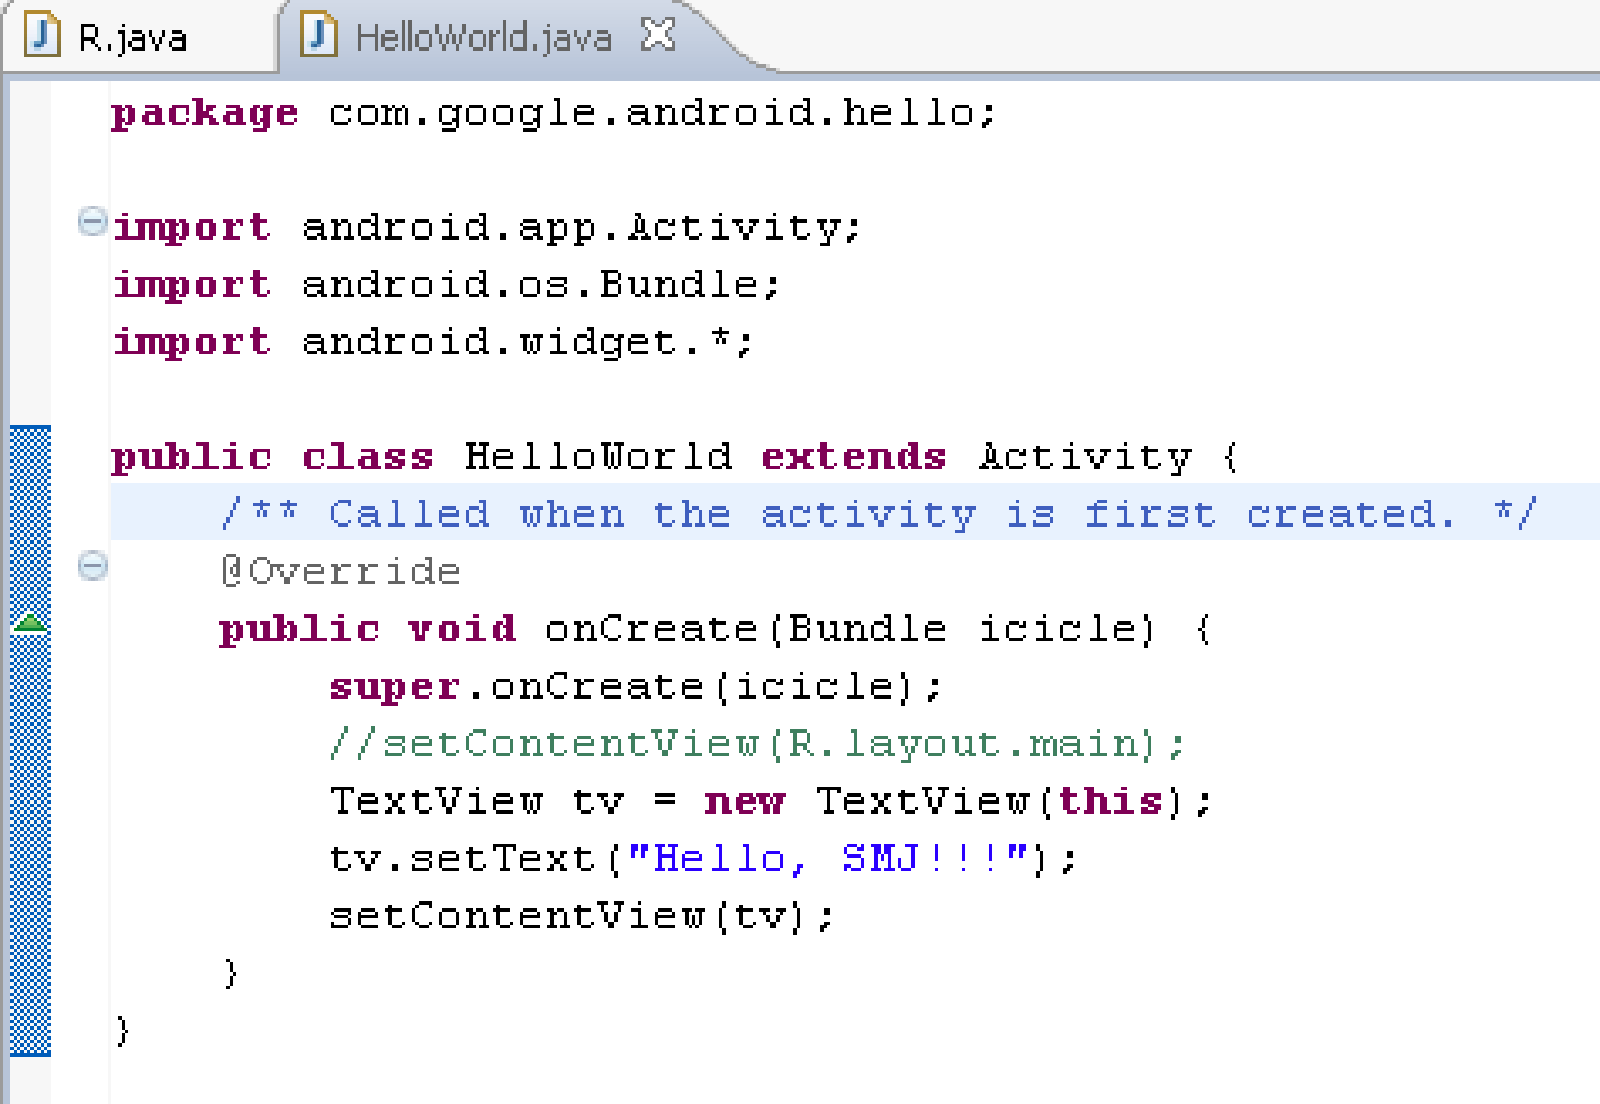 R.java
HelloWorld.java
package com.google.android.hello;
import android.app.Activity;
import android.os.Bundle;
import android.widget.*;
public class HelloWorld extends Activity {
/** Called when the activity is first created. */
@Override
public void onCreate(Bundle icicle) {
super.onCreate(icicle);
//setContentView(R.layout.main);
TextView tv = new TextView(this);
tv.setText("Hello, SMJ!!!");
setContentView(tv);
}
}